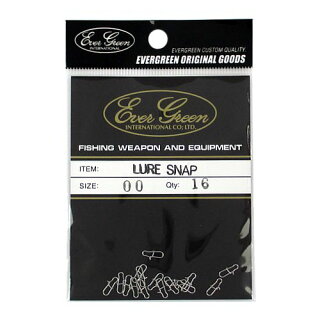 Ever Green
INTERNATIONAL
EVERGREEN CUSTOM QUALITY.
EVERGREEN ORIGINAL GOODS
Ever Green
INTERNATIONAL CO; LTD.
FISHING WEAPON AND EQUIPMENT
ITEM: LURE SNAP
SIZE: 00 Qty: 16